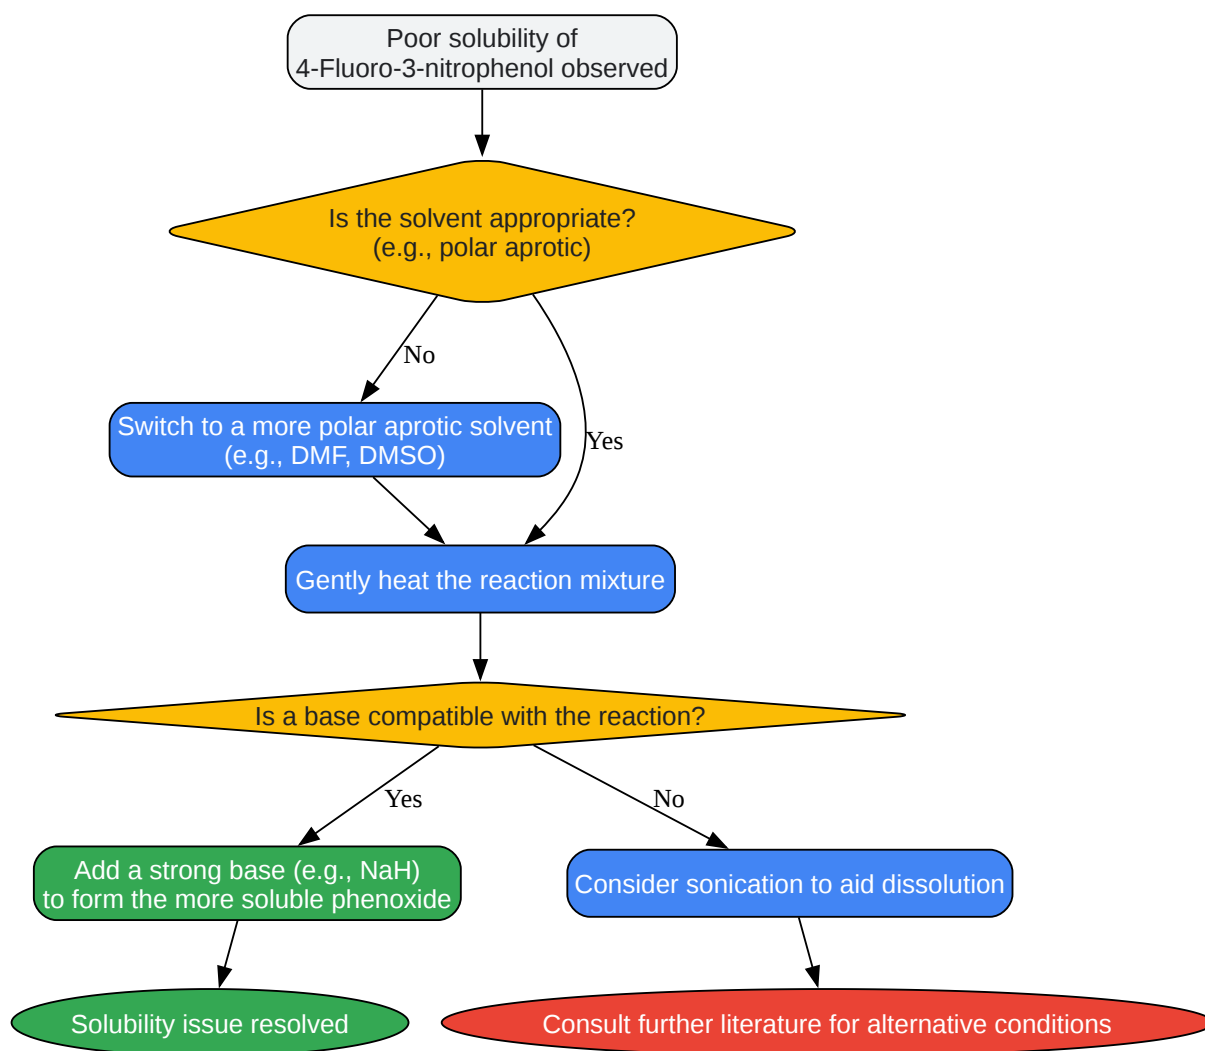 Poor solubility of
4-Fluoro-3-nitrophenol observed
Is the solvent appropriate?
(e.g., polar aprotic)
No
Switch to a more polar aprotic solvent
(e.g., DMF, DMSO)
Yes
Gently heat the reaction mixture
Is a base compatible with the reaction?
Yes
No
Add a strong base (e.g., NaH)
to form the more soluble phenoxide
Consider sonication to aid dissolution
Solubility issue resolved
Consult further literature for alternative conditions